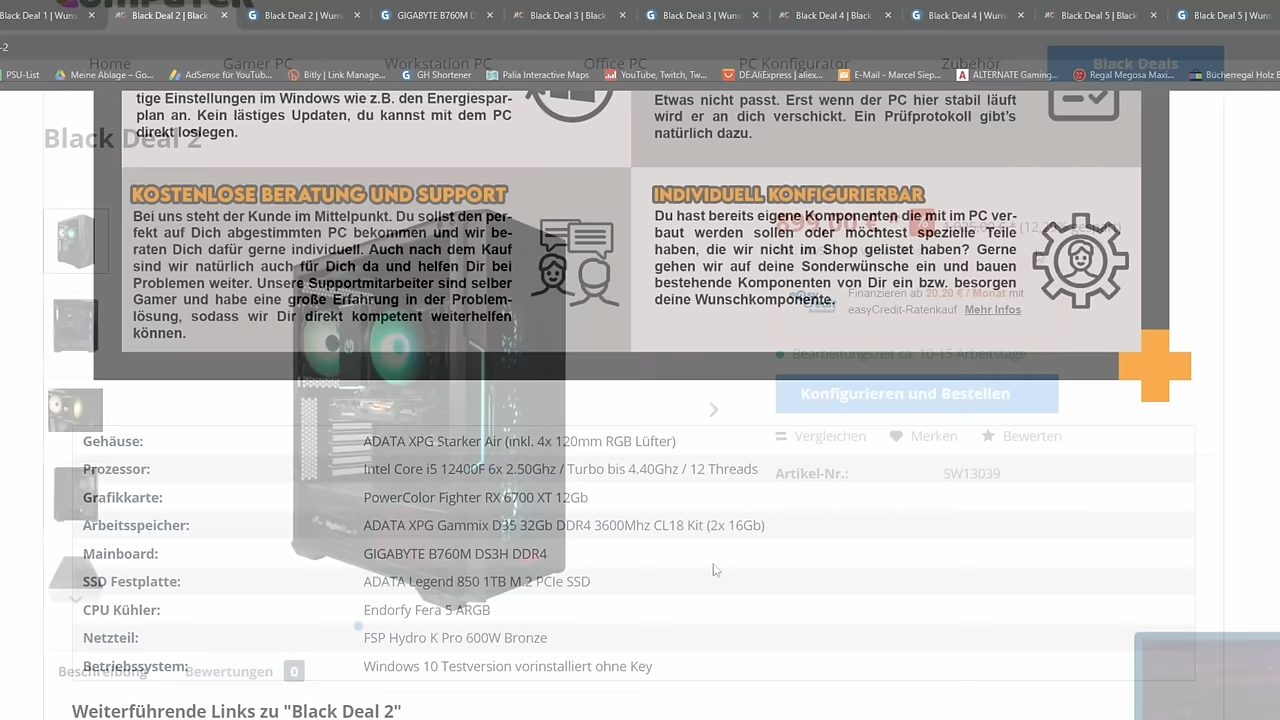 COMPUTER
al 1 | Wuns
Black Deal 2 | Black
Black Deal 2 | Wuns
GIGABYTE B760M D
Black Deal 3 | Black
Black Deal 3 | Wuns
Black Deal 4 | Black
Black Deal 4 | Wuns
Black Deal 5 | Black
Black Deal 5 | Wuns
-2
Home
Gamer PC
Workstation PC
Office PC
PC Konfigurator
Zubehör
Black Deals
PSU-List
Meine Ablage – Go...
AdSense für YouTub...
Bitly | Link Manage...
GH Shortener
Palia Interactive Maps
YouTube, Twitch, Tw...
DE.AliExpress | aliex...
E-Mail – Marcel Siep...
ALTERNATE Gaming...
Regal Megosa Maxi...
Bücherregal Holz B
tige Einstellungen im Windows wie z.B. den Energiespar-
plan an. Kein lästiges Updaten, du kannst mit dem PC
direkt loslegen.
Etwas nicht passt. Erst wenn der PC hier stabil läuft
wird er an dich verschickt. Ein Prüfprotokoll gibt's
natürlich dazu.
Black Deal 2
KOSTENLOSE BERATUNG UND SUPPORT
Bei uns steht der Kunde im Mittelpunkt. Du sollst den per-
fekt auf Dich abgestimmten PC bekommen und wir be-
raten Dich dafür gerne individuell. Auch nach dem Kauf
sind wir natürlich auch für Dich da und helfen Dir bei
Problemen weiter. Unsere Supportmitarbeiter sind selber
Gamer und habe eine große Erfahrung in der Problem-
lösung, sodass wir Dir direkt kompetent weiterhelfen
können.
INDIVIDUELL KONFIGURIERBAR
Du hast bereits eigene Komponenten die mit im PC ver-
baut werden sollen oder möchtest spezielle Teile
haben, die wir nicht im Shop gelistet haben? Gerne
gehen wir auf deine Sonderwünsche ein und bauen
bestehende Komponenten von Dir ein bzw. besorgen
deine Wunschkomponente.
899,00 € *
Finanzieren ab 20,20 € / Monat mit
easyCredit-Ratenkauf Mehr Infos
Bearbeitungszeit ca. 10-15 Arbeitstage
Konfigurieren und Bestellen
Vergleichen
Merken
Bewerten
Artikel-Nr.: SW13039
Gehäuse: ADATA XPG Starker Air (inkl. 4x 120mm RGB Lüfter)
Prozessor: Intel Core i5 12400F 6x 2.50Ghz / Turbo bis 4.40Ghz / 12 Threads
Grafikkarte: PowerColor Fighter RX 6700 XT 12Gb
Arbeitsspeicher: ADATA XPG Gammix D35 32Gb DDR4 3600Mhz CL18 Kit (2x 16Gb)
Mainboard: GIGABYTE B760M DS3H DDR4
SSD Festplatte: ADATA Legend 850 1TB M.2 PCIe SSD
CPU Kühler: Endorfy Fera 5 ARGB
Netzteil: FSP Hydro K Pro 600W Bronze
Betriebssystem: Windows 10 Testversion vorinstalliert ohne Key
Beschreibung
Bewertungen 0
Weiterführende Links zu "Black Deal 2"